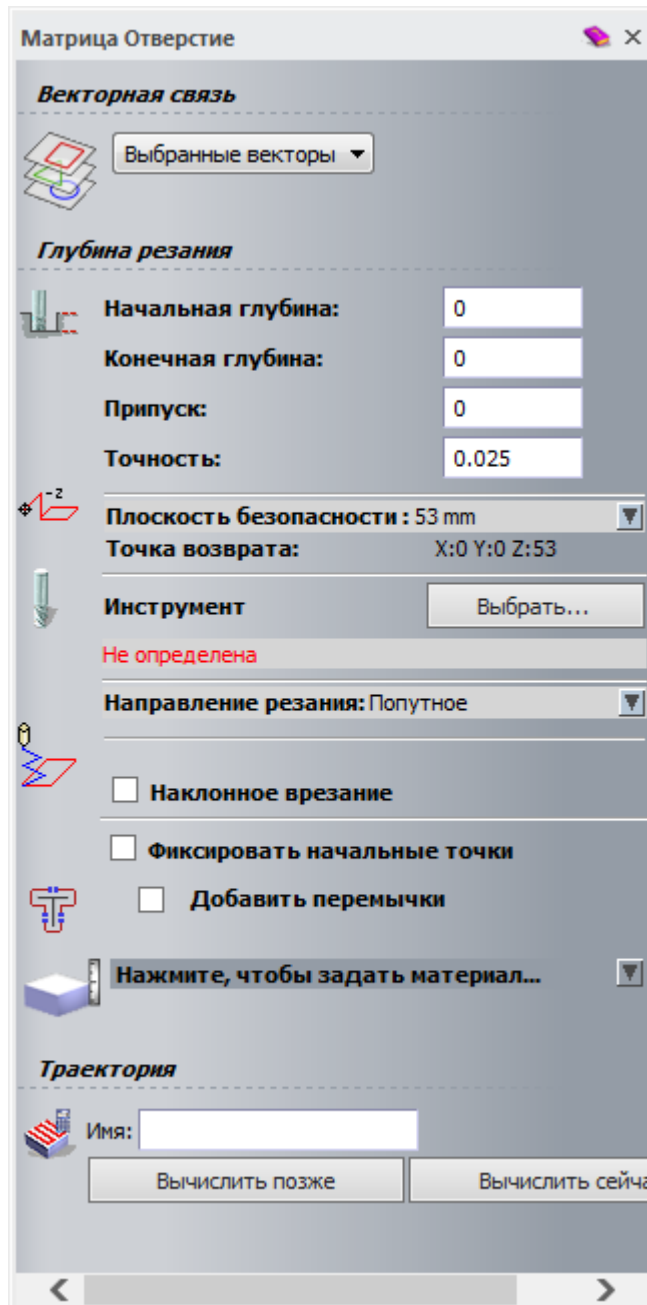 Матрица Отверстие
Векторная связь
Выбранные векторы
Глубина резания
Начальная глубина: 0
Конечная глубина: 0
Припуск: 0
Точность: 0.025
-z
Плоскость безопасности : 53 mm
Точка возврата: X:0 Y:0 Z:53
Инструмент Выбрать...
Не определена
Направление резания: Попутное
Наклонное врезание
Фиксировать начальные точки
Добавить перемычки
Нажмите, чтобы задать материал...
Траектория
Имя:
Вычислить позже Вычислить сейча